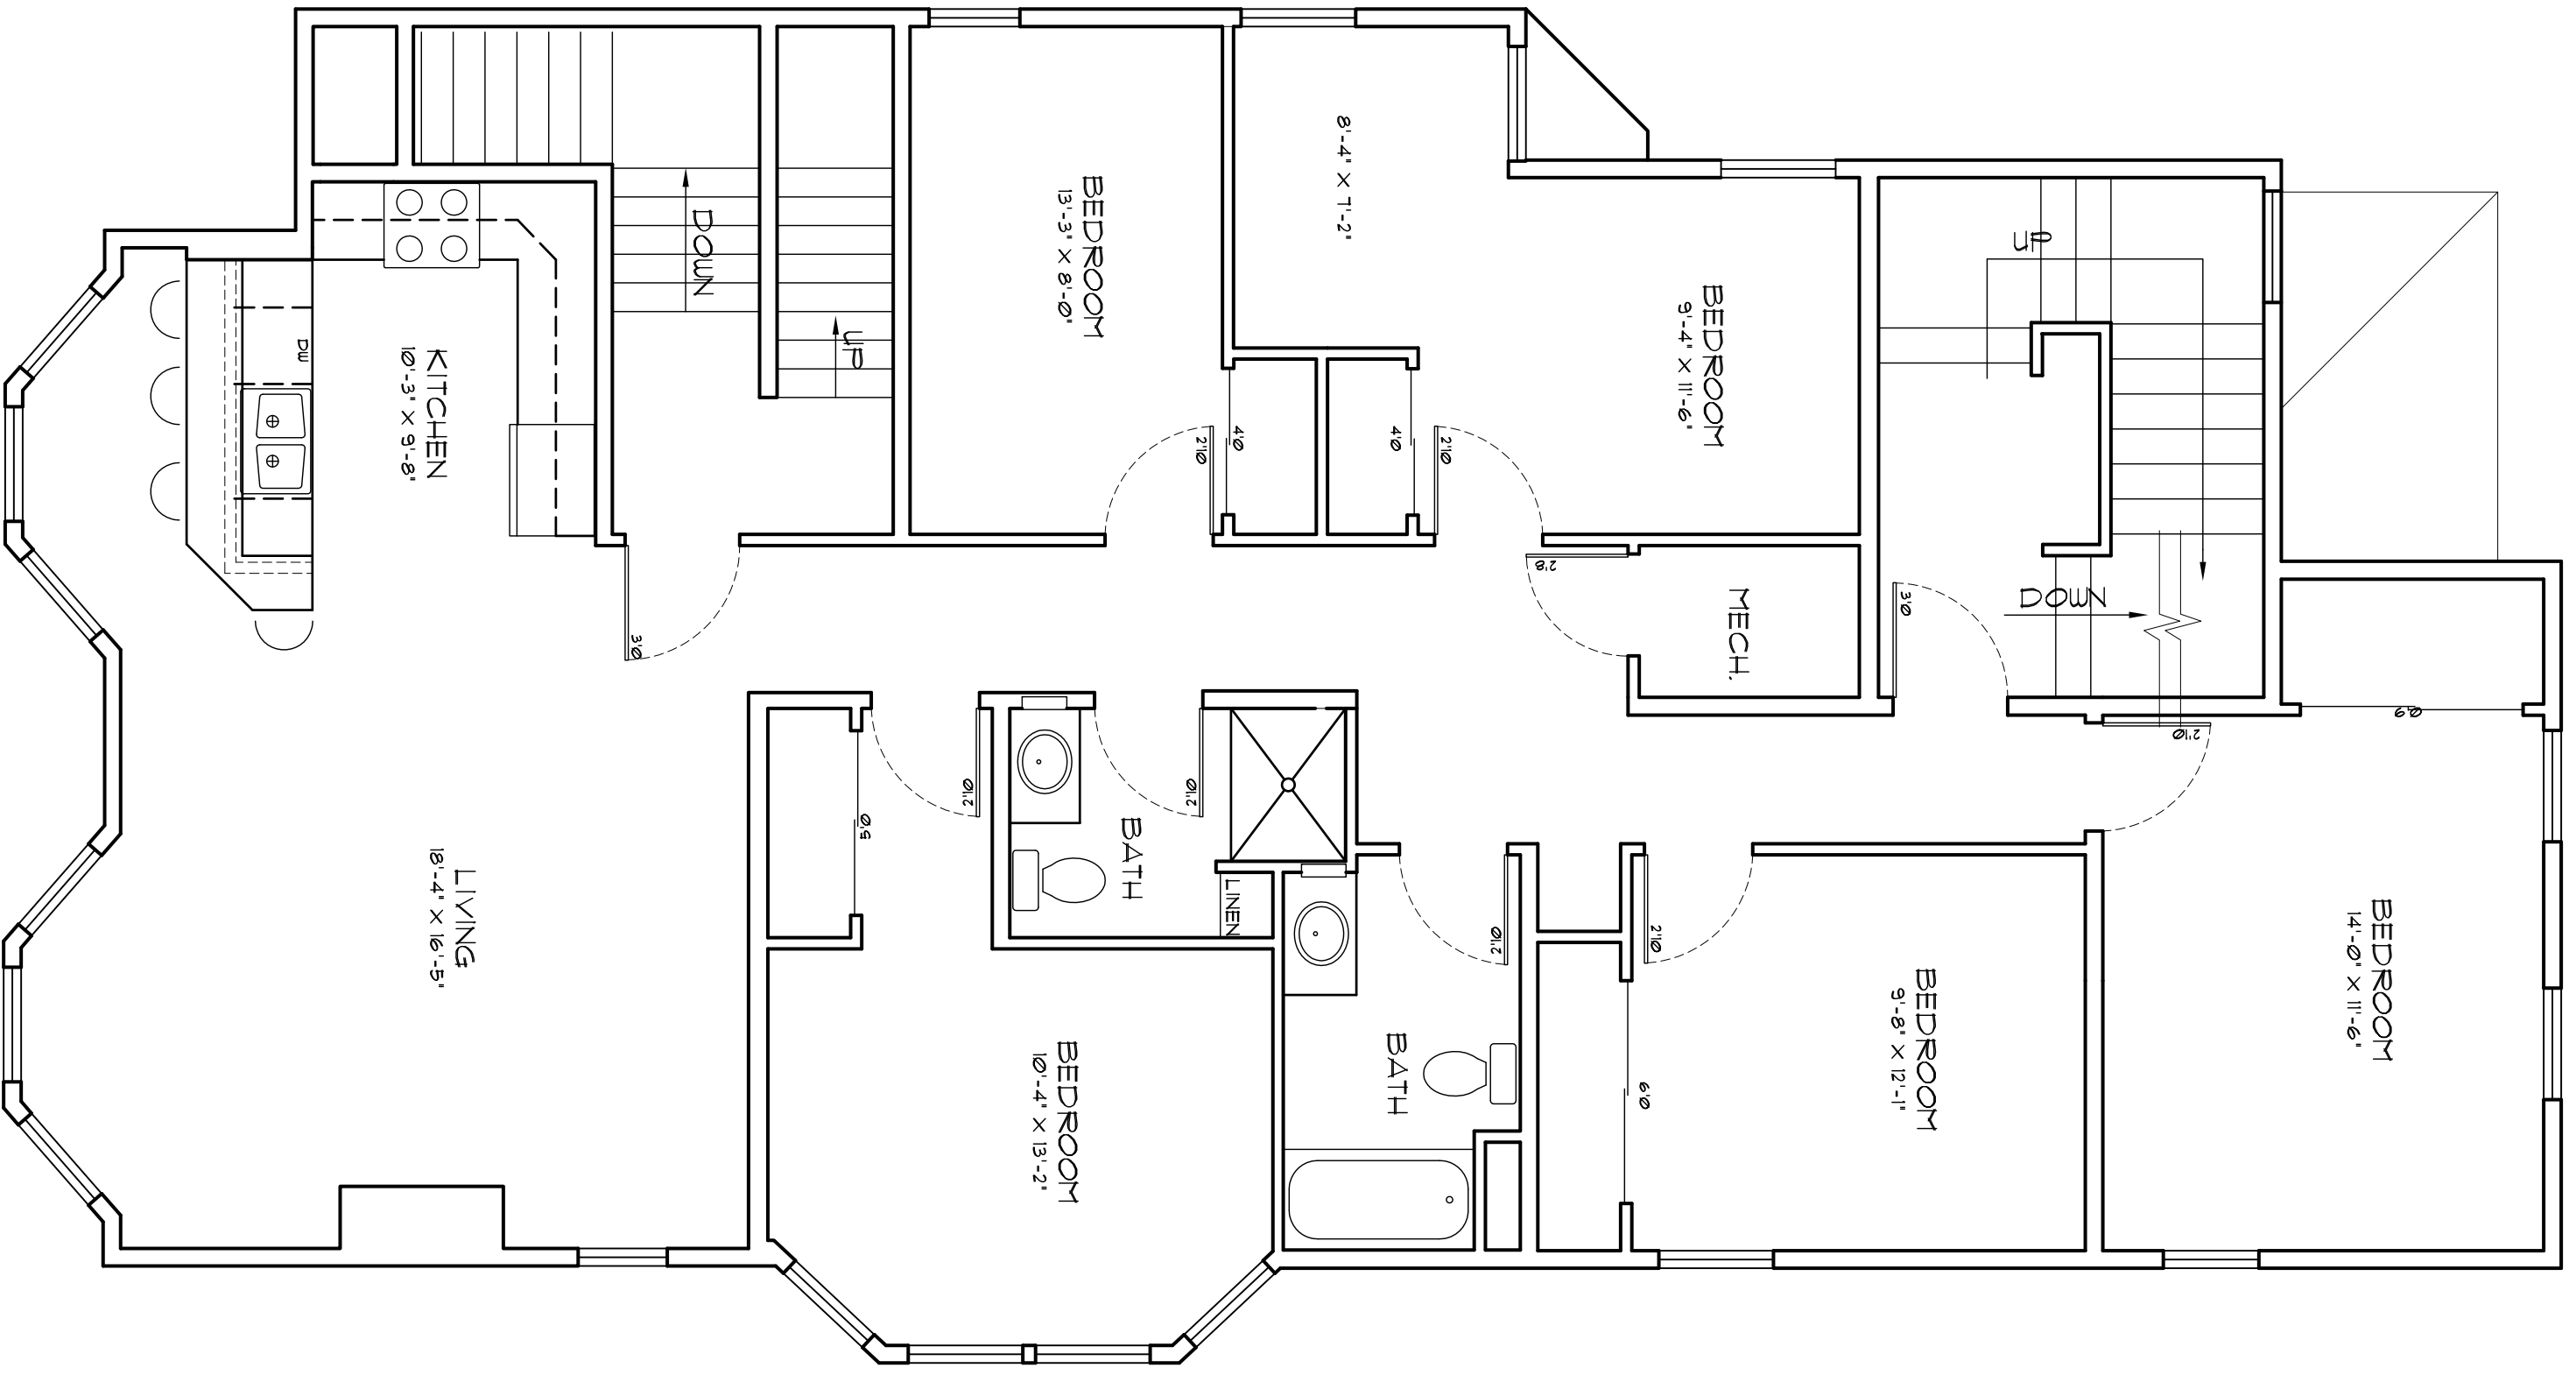 BEDROOM
13'-3" X 8'-0"
8'-4" X 7'-2"
BEDROOM
9'-4" X 11'-6"
UP
DOWN
UP
DW
KITCHEN
10'-3" X 9'-8"
2'10
4'0
4'0
2'10
2'8
3'0
MECH.
3'0
DOWN
6'0
2'10
5'0
2'10
2'10
BATH
LINEN
2'10
2'10
LIVING
18'-4" X 16'-5"
BEDROOM
10'-4" X 13'-2"
BATH
6'0
BEDROOM
9'-8" X 12'-1"
BEDROOM
14'-0" X 11'-6"